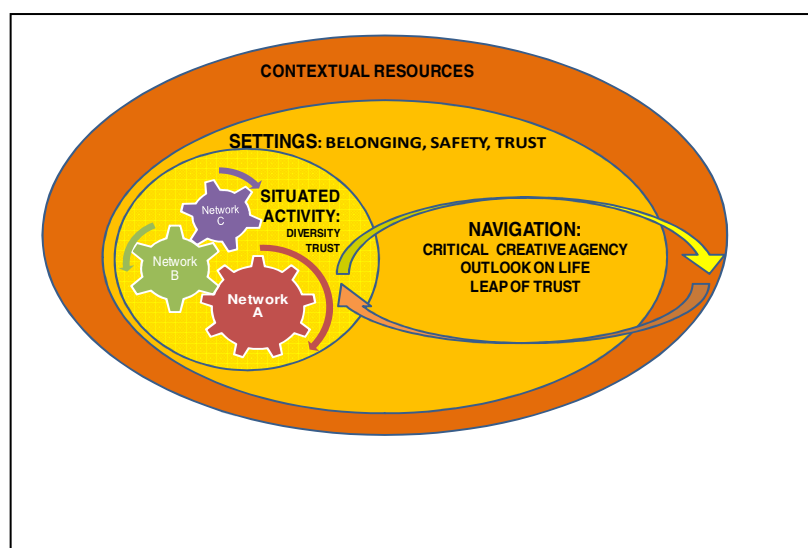 CONTEXTUAL RESOURCES
SETTINGS: BELONGING, SAFETY, TRUST
SITUATED
ACTIVITY:
DIVERSITY
TRUST
Network
C
Network
B
Network
A
NAVIGATION:
CRITICAL CREATIVE AGENCY
OUTLOOK ON LIFE
LEAP OF TRUST